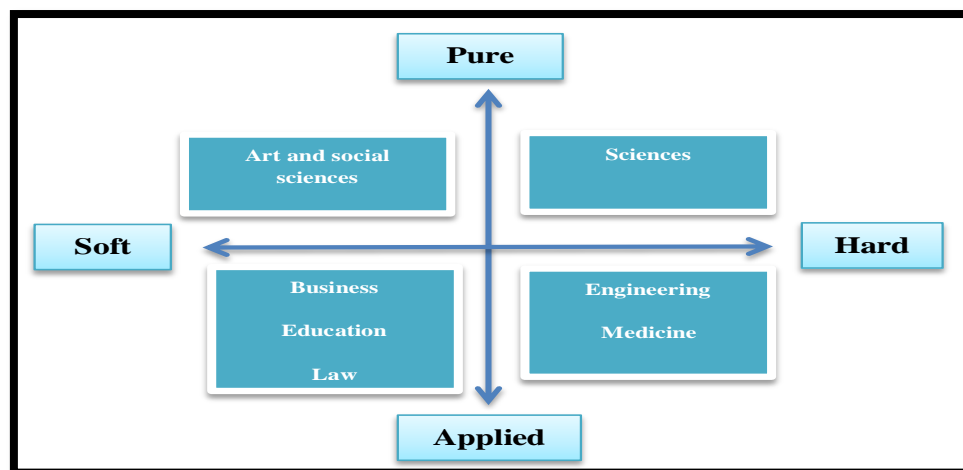 Pure
Art and social
sciences
Sciences
Soft
Hard
Business
Education
Law
Engineering
Medicine
Applied